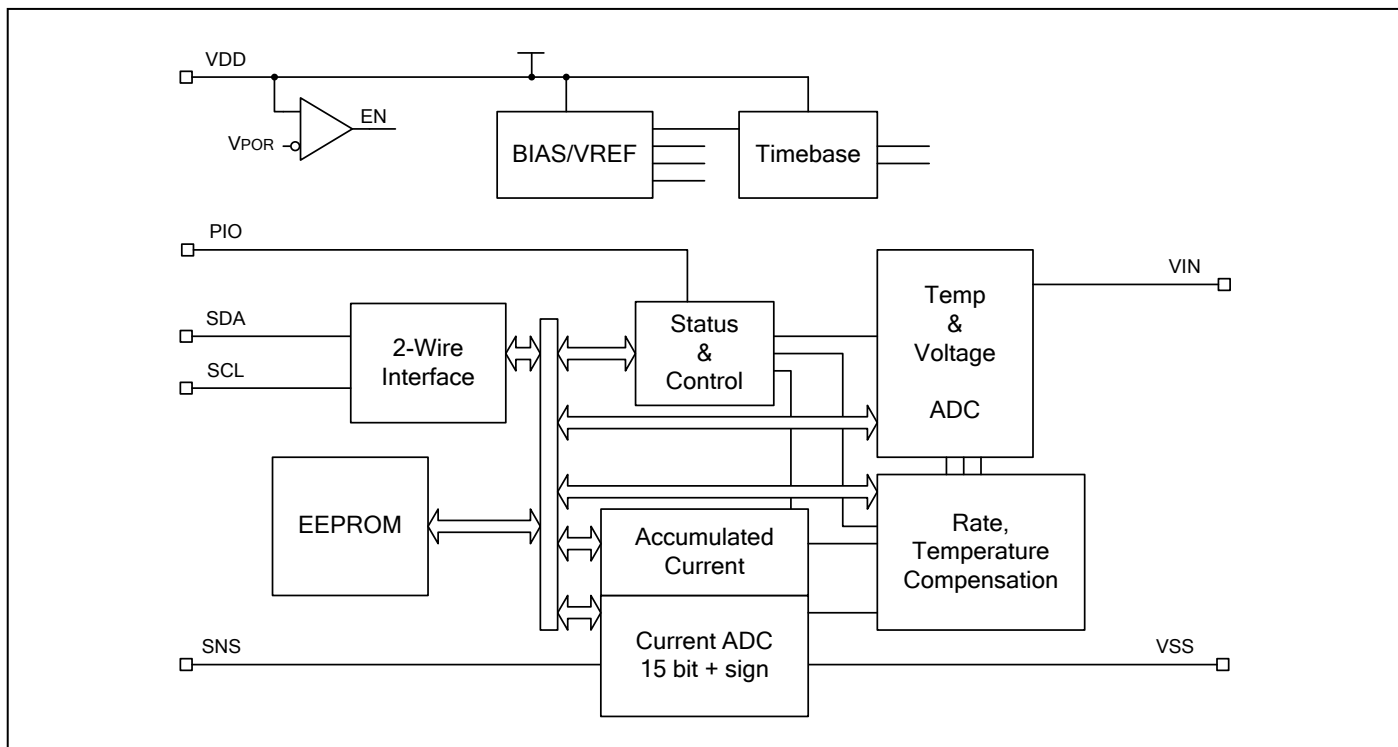 VDD
EN
VPOR
BIAS/VREF
Timebase
PIO
VIN
SDA
SCL
2-Wire
Interface
Status
&
Control
Temp
&
Voltage
ADC
EEPROM
Accumulated
Current
Rate,
Temperature
Compensation
SNS
Current ADC
15 bit + sign
VSS